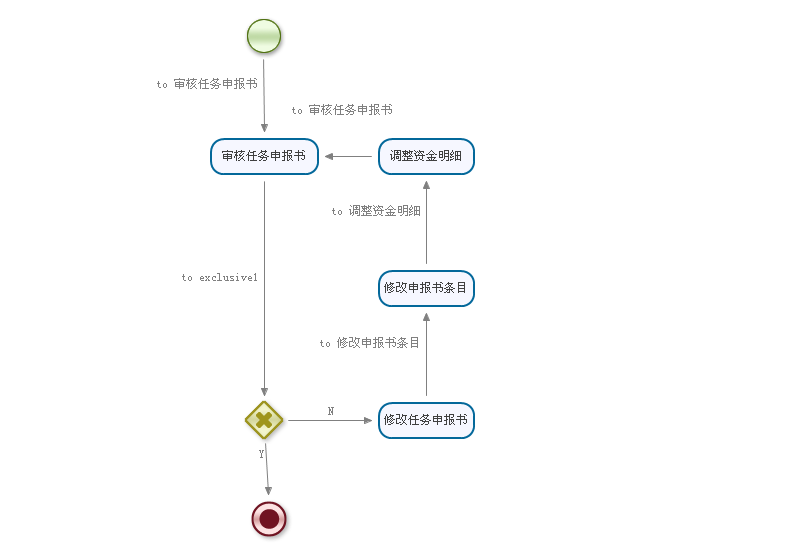 to 审核任务申报书
to 审核任务申报书
审核任务申报书
调整资金明细
to 调整资金明细
to exclusive1
修改申报书条目
to 修改申报书条目
N
修改任务申报书
Y